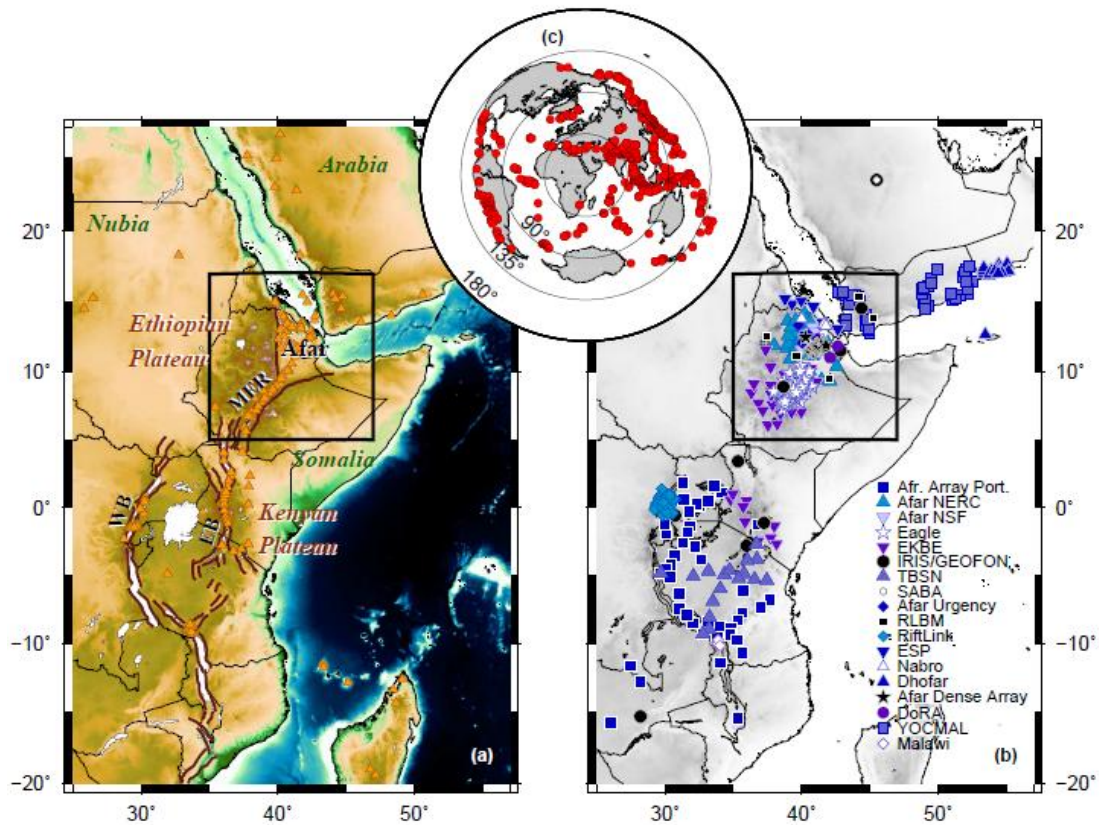 (c)
90°
135°
180°
Arabia
Nubia
20°
Ethiopian
Plateau
Afar
10°
MER
Somalia
0°
WB
EB
Kenyan
Plateau
−10°
(a)
−20°
30°
40°
50°
20°
10°
0°
−10°
−20°
Afr. Array Port.
Afar NERC
Afar NSF
Eagle
EKBE
IRIS/GEOFON
TBSN
SABA
Afar Urgency
RLBM
RiftLink
ESP
Nabro
Dhofar
Afar Dense Array
DoRA
YOCMAL
Malawi
(b)
30°
40°
50°